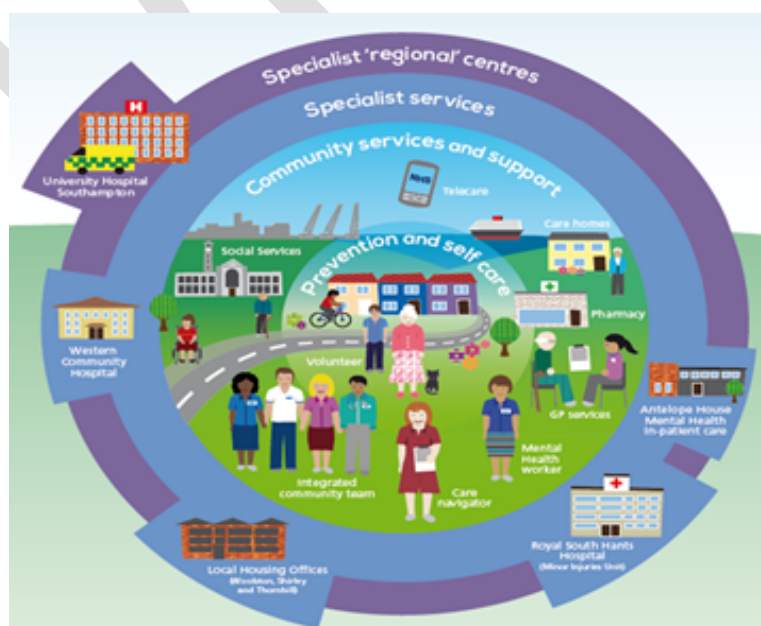 Specialist 'regional' centres
Specialist services
Community services and support
NHS
Telecare
H
University Hospital
Southampton
Social Services
Care homes
Prevention and self care
Pharmacy
Volunteer
Western
Community
Hospital
GP services
Antelope House
Mental Health
In-patient care
Mental
Health
worker
Integrated
community team
Care
navigator
Royal South Hants
Hospital
(Minor Injuries Unit)
Local Housing Offices
(Woolston, Shirley
and Thornhill)